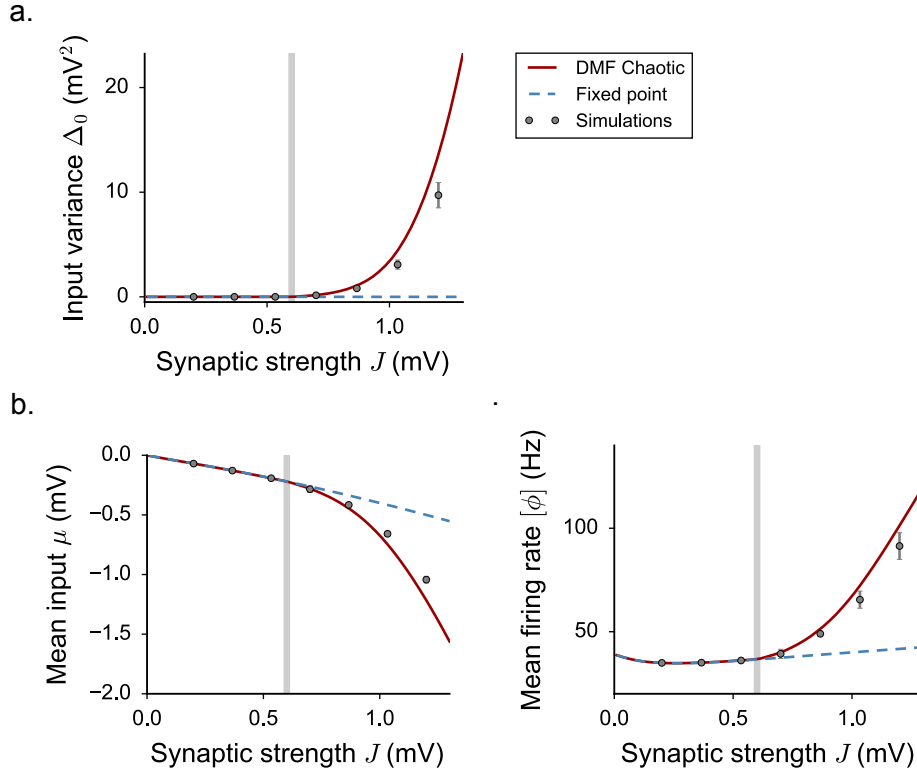 a.
Input variance Δ₀ (mV²)
20
10
0
0.0 0.5 1.0
Synaptic strength J (mV)
DMF Chaotic
Fixed point
Simulations
b.
Mean input μ (mV)
0.0
−0.5
−1.0
−1.5
−2.0
0.0 0.5 1.0
Synaptic strength J (mV)
.
Mean firing rate [ϕ] (Hz)
100
50
0.0 0.5 1.0
Synaptic strength J (mV)